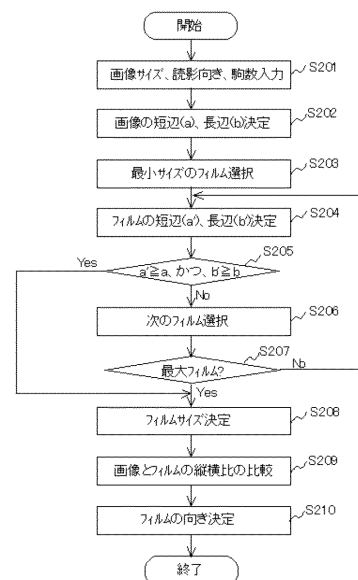 開始
画像サイズ、読影向き、駒数入力
S201
画像の短辺(a)、長辺(b)決定
S202
最小サイズのフィルム選択
S203
フィルムの短辺(a')、長辺(b')決定
S204
S205
Yes
a'≧a、かつ、b'≧b
No
次のフィルム選択
S206
S207
最大フィルム?
No
Yes
フィルムサイズ決定
S208
画像とフィルムの縦横比の比較
S209
フィルムの向き決定
S210
終了